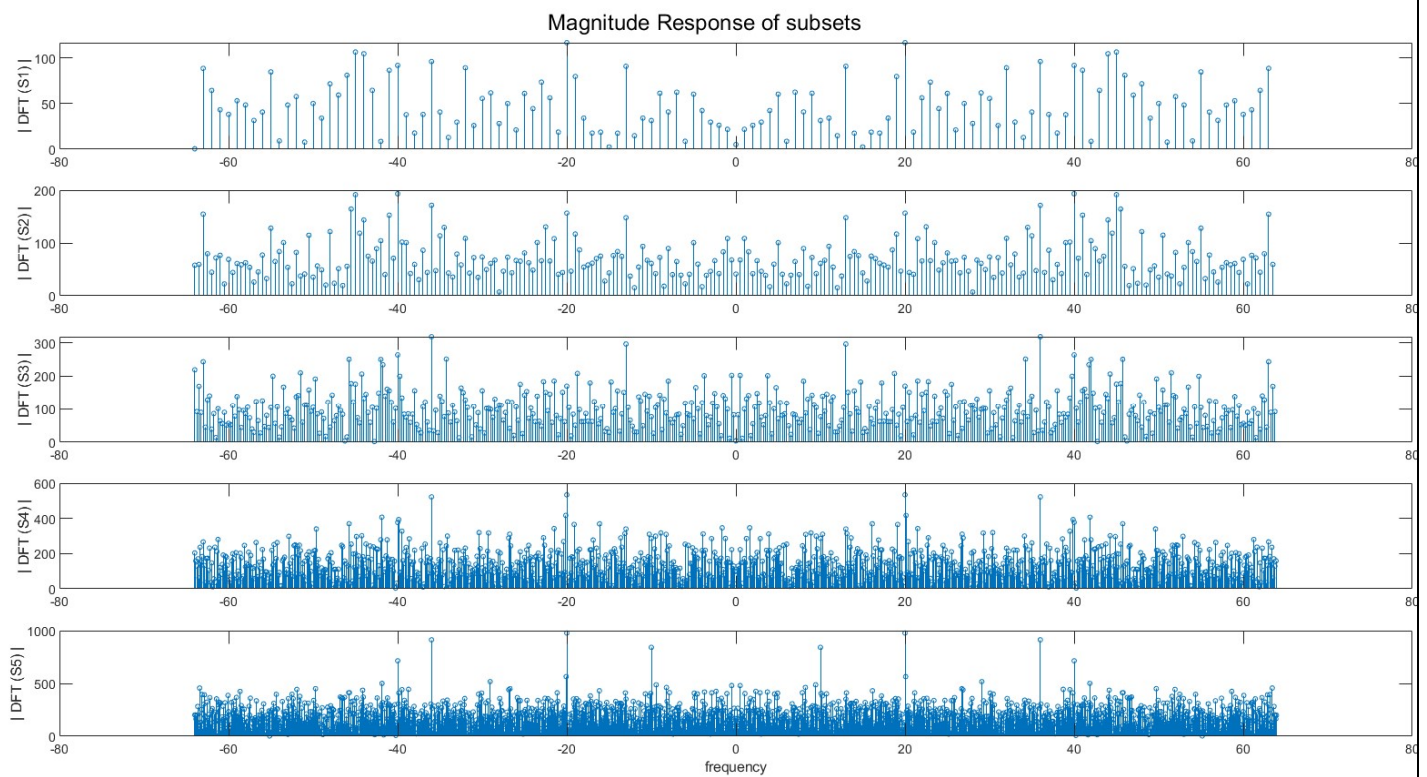 Magnitude Response of subsets
| DFT (S1) |
100
50
0
-80 -60 -40 -20 0 20 40 60 80
| DFT (S2) |
200
100
0
-80 -60 -40 -20 0 20 40 60 80
| DFT (S3) |
300
200
100
0
-80 -60 -40 -20 0 20 40 60 80
| DFT (S4) |
600
400
200
0
-80 -60 -40 -20 0 20 40 60 80
| DFT (S5) |
1000
500
0
-80 -60 -40 -20 0 20 40 60 80
frequency